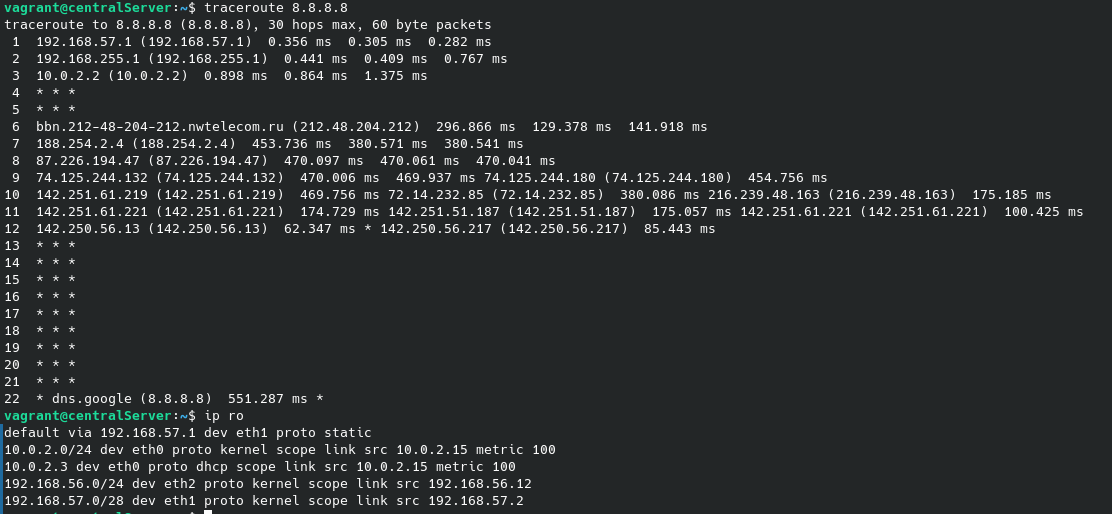 vagrant@centralServer:~$ traceroute 8.8.8.8
traceroute to 8.8.8.8 (8.8.8.8), 30 hops max, 60 byte packets
 1  192.168.57.1 (192.168.57.1)  0.356 ms  0.305 ms  0.282 ms
 2  192.168.255.1 (192.168.255.1)  0.441 ms  0.409 ms  0.767 ms
 3  10.0.2.2 (10.0.2.2)  0.898 ms  0.864 ms  1.375 ms
 4  * * *
 5  * * *
 6  bbn.212-48-204-212.nwtelecom.ru (212.48.204.212)  296.866 ms  129.378 ms  141.918 ms
 7  188.254.2.4 (188.254.2.4)  453.736 ms  380.571 ms  380.541 ms
 8  87.226.194.47 (87.226.194.47)  470.097 ms  470.061 ms  470.041 ms
 9  74.125.244.132 (74.125.244.132)  470.006 ms  469.937 ms 74.125.244.180 (74.125.244.180)  454.756 ms
10  142.251.61.219 (142.251.61.219)  469.756 ms 72.14.232.85 (72.14.232.85)  380.086 ms 216.239.48.163 (216.239.48.163)  175.185 ms
11  142.251.61.221 (142.251.61.221)  174.729 ms 142.251.51.187 (142.251.51.187)  175.057 ms 142.251.61.221 (142.251.61.221)  100.425 ms
12  142.250.56.13 (142.250.56.13)  62.347 ms * 142.250.56.217 (142.250.56.217)  85.443 ms
13  * * *
14  * * *
15  * * *
16  * * *
17  * * *
18  * * *
19  * * *
20  * * *
21  * * *
22  * dns.google (8.8.8.8)  551.287 ms *
vagrant@centralServer:~$ ip ro
default via 192.168.57.1 dev eth1 proto static
10.0.2.0/24 dev eth0 proto kernel scope link src 10.0.2.15 metric 100
10.0.2.3 dev eth0 proto dhcp scope link src 10.0.2.15 metric 100
192.168.56.0/24 dev eth2 proto kernel scope link src 192.168.56.12
192.168.57.0/28 dev eth1 proto kernel scope link src 192.168.57.2
vagrant@centralServer:~$